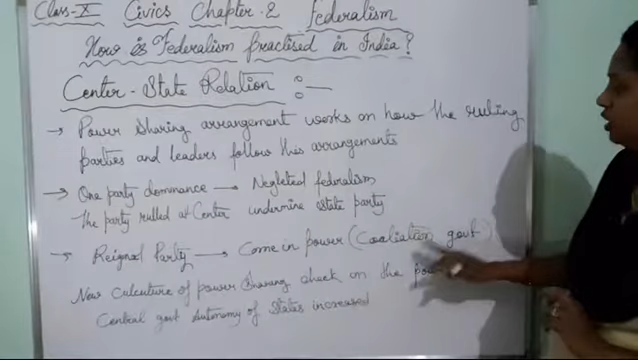 Class-X Civics Chapter-2 Federalism
How is Federalism Practised in India?
Center-State Relation :-
→ Power Sharing arrangement works on how the ruling
parties and leaders follow this arrangements
→ One party dominance → Negleted federalism
The party rulled at Center undermine state party
→ Reignal Party → Come in power (Coaliation govt)
New culcuture of power sharing check on the
Central govt Autonomy of States increased